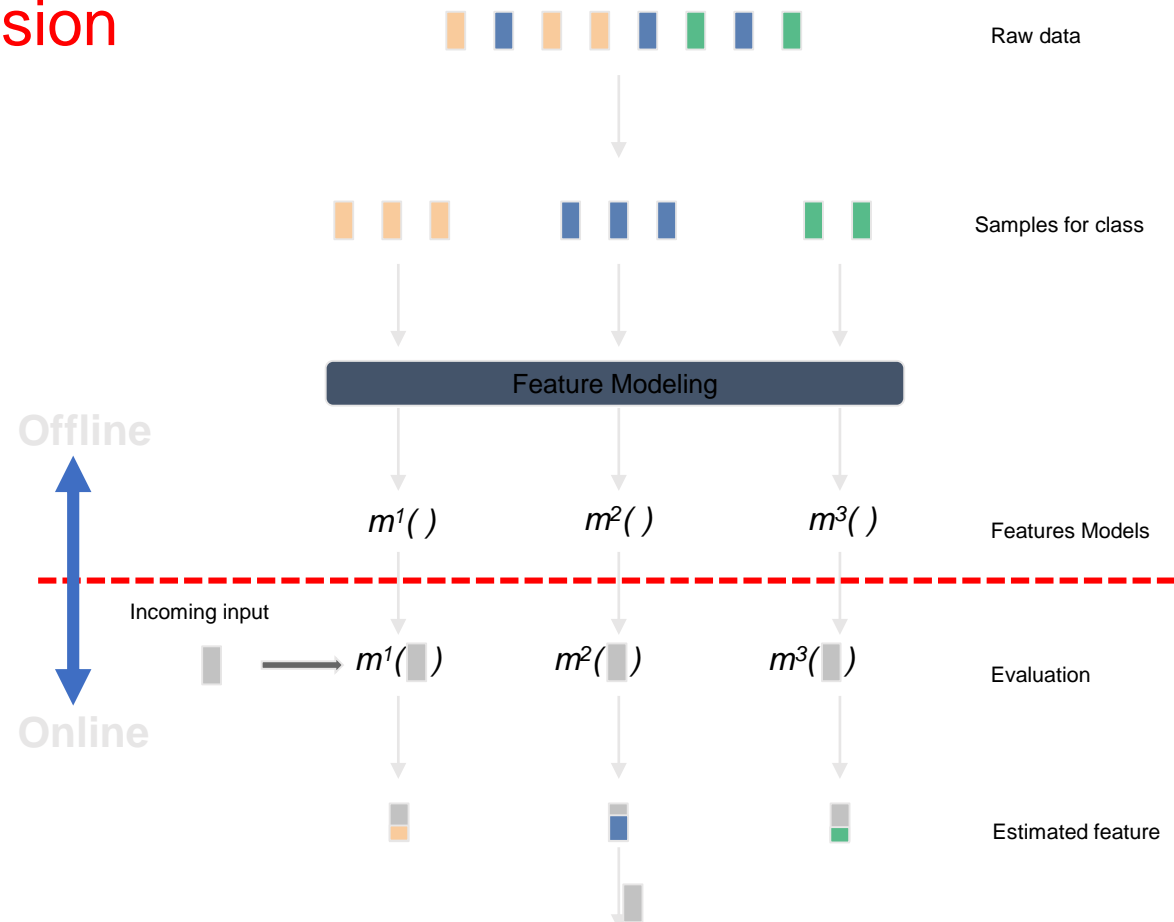 sion
Raw data
Samples for class
Feature Modeling
Offline
m¹( ) m²( ) m³( )
Features Models
Incoming input
m¹( ) m²( ) m³( )
Evaluation
Online
Estimated feature